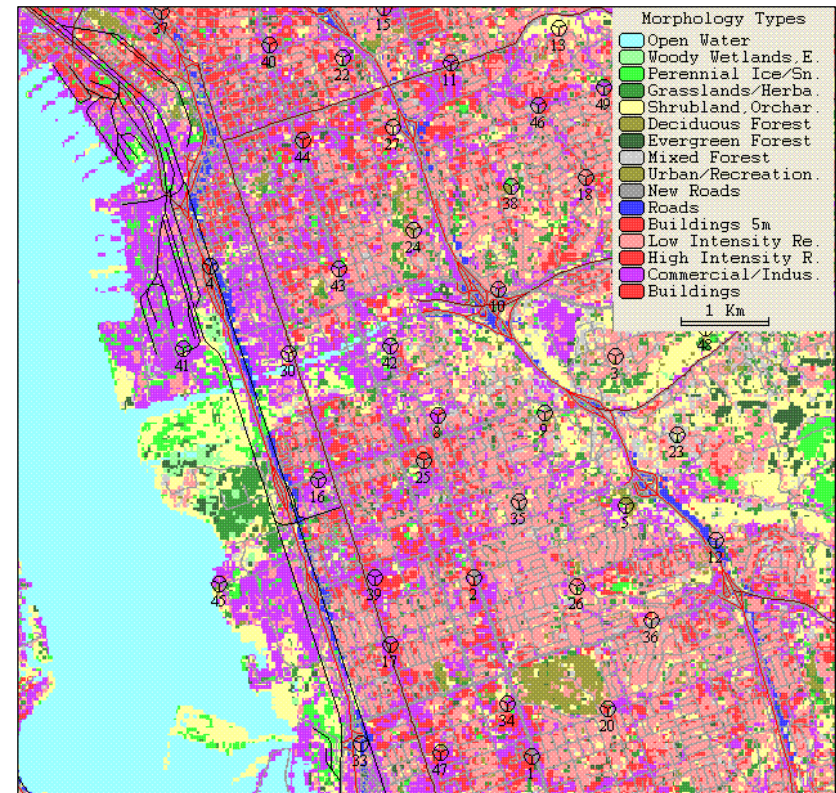 37
15
13
40
22
11
49
46
27
44
38
18
24
4
43
10
41
30
42
3
48
8
9
23
25
16
35
5
12
45
39
2
26
17
36
34
20
33
47
1
Morphology Types
Open Water
Woody Wetlands,E.
Perennial Ice/Sn.
Grasslands/Herba.
Shrubland,Orchar.
Deciduous Forest
Evergreen Forest
Mixed Forest
Urban/Recreation.
New Roads
Roads
Buildings 5m
Low Intensity Re.
High Intensity R.
Commercial/Indus.
Buildings
1 Km